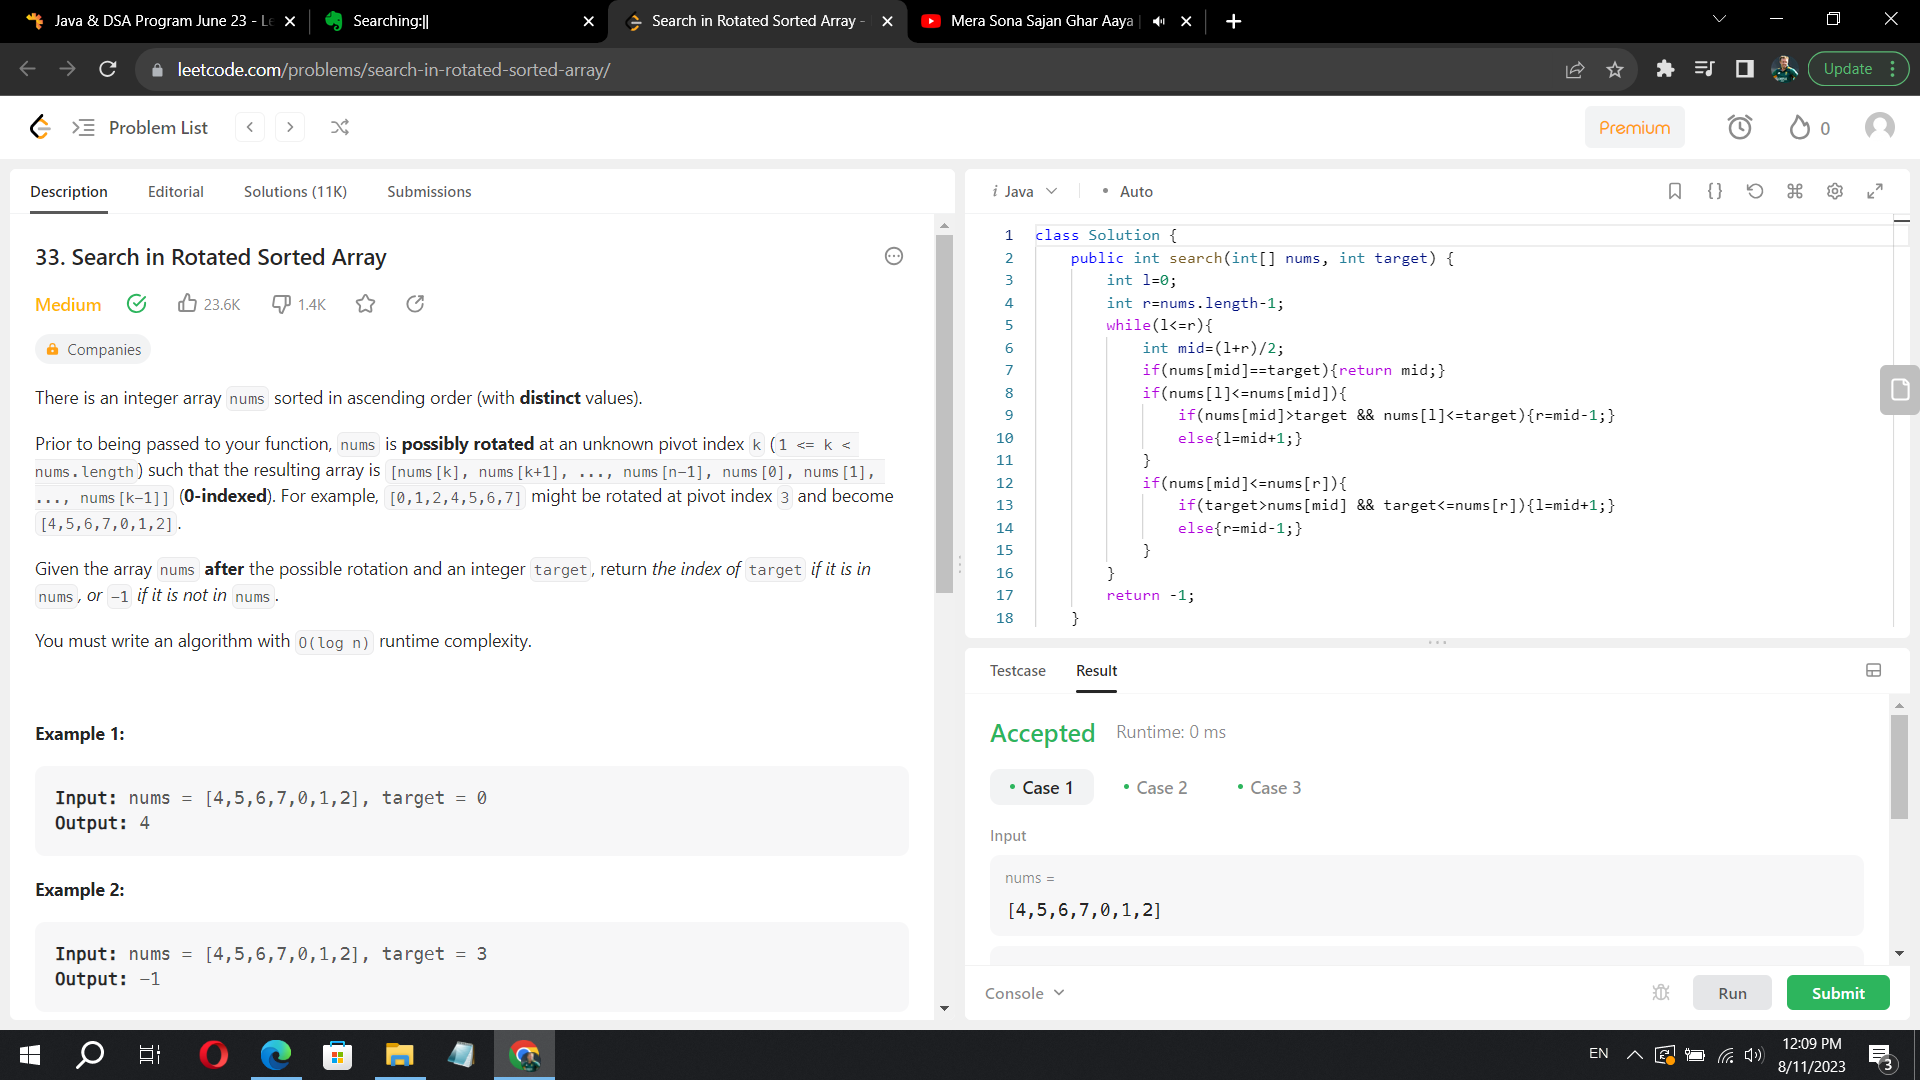 Java & DSA Program June 23 - Le
Searching:||
Search in Rotated Sorted Array -
Mera Sona Sajan Ghar Aaya |
leetcode.com/problems/search-in-rotated-sorted-array/
Update
Problem List
Premium
0
Description
Editorial
Solutions (11K)
Submissions
33. Search in Rotated Sorted Array
Medium
23.6K
1.4K
Companies
There is an integer array nums sorted in ascending order (with distinct values).
Prior to being passed to your function, nums is possibly rotated at an unknown pivot index k (1 <= k <
nums.length) such that the resulting array is [nums[k], nums[k+1], ..., nums[n-1], nums[0], nums[1],
..., nums[k-1]] (0-indexed). For example, [0,1,2,4,5,6,7] might be rotated at pivot index 3 and become
[4,5,6,7,0,1,2].
Given the array nums after the possible rotation and an integer target, return the index of target if it is in
nums, or -1 if it is not in nums.
You must write an algorithm with O(log n) runtime complexity.
Example 1:
Input: nums = [4,5,6,7,0,1,2], target = 0
Output: 4
Example 2:
Input: nums = [4,5,6,7,0,1,2], target = 3
Output: -1
i Java
• Auto
{}
1 class Solution {
2 public int search(int[] nums, int target) {
3 int l=0;
4 int r=nums.length-1;
5 while(l<=r){
6 int mid=(l+r)/2;
7 if(nums[mid]==target){return mid;}
8 if(nums[l]<=nums[mid]){
9 if(nums[mid]>target && nums[l]<=target){r=mid-1;}
10 else{l=mid+1;}
11 }
12 if(nums[mid]<=nums[r]){
13 if(target>nums[mid] && target<=nums[r]){l=mid+1;}
14 else{r=mid-1;}
15 }
16 }
17 return -1;
18 }
Testcase
Result
Accepted
Runtime: 0 ms
• Case 1
• Case 2
• Case 3
Input
nums =
[4,5,6,7,0,1,2]
Console
Run
Submit
EN
12:09 PM
8/11/2023
3